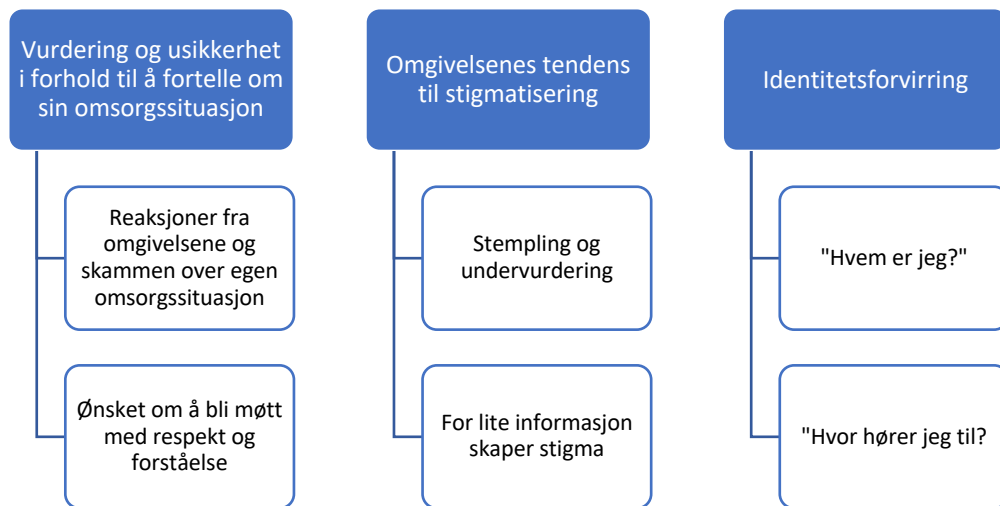 Vurdering og usikkerhet
i forhold til å fortelle om
sin omsorgssituasjon
Reaksjoner fra
omgivelsene og
skammen over egen
omsorgssituasjon
Ønsket om å bli møtt
med respekt og
forståelse
Omgivelsenes tendens
til stigmatisering
Stempling og
undervurdering
For lite informasjon
skaper stigma
Identitetsforvirring
"Hvem er jeg?"
"Hvor hører jeg til?